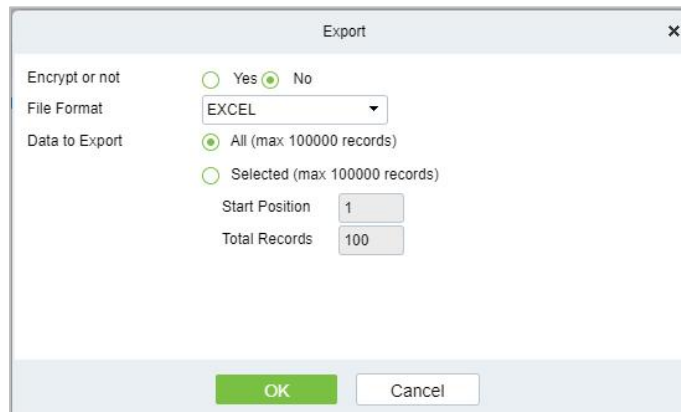 Export
Encrypt or not Yes No
File Format EXCEL
Data to Export All (max 100000 records)
Selected (max 100000 records)
Start Position 1
Total Records 100
OK Cancel